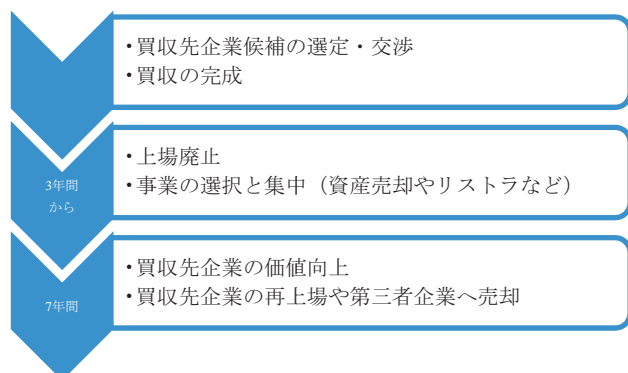 ・買収先企業候補の選定・交渉
・買収の完成
3年間
から
・上場廃止
・事業の選択と集中（資産売却やリストラなど）
7年間
・買収先企業の価値向上
・買収先企業の再上場や第三者企業へ売却